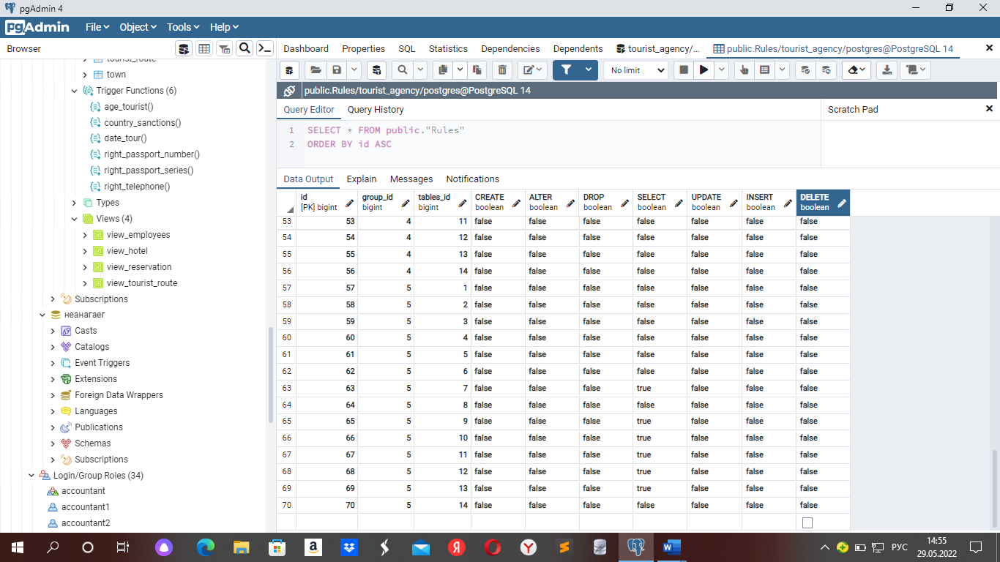 pgAdmin 4
pgAdmin File Object Tools Help
Browser
Dashboard Properties SQL Statistics Dependencies Dependents tourist_agency/... public.Rules/tourist_agency/postgres@PostgreSQL 14
No limit
public.Rules/tourist_agency/postgres@PostgreSQL 14
Query Editor Query History
Scratch Pad
1 SELECT * FROM public."Rules"
2 ORDER BY id ASC
Data Output Explain Messages Notifications
id group_id tables_id CREATE ALTER DROP SELECT UPDATE INSERT DELETE
[PK] bigint bigint bigint boolean boolean boolean boolean boolean boolean boolean
53 53 4 11 false false false false false false false
54 54 4 12 false false false false false false false
55 55 4 13 false false false false false false false
56 56 4 14 false false false false false false false
57 57 5 1 false false false false false false false
58 58 5 2 false false false false false false false
59 59 5 3 false false false false false false false
60 60 5 4 false false false false false false false
61 61 5 5 false false false false false false false
62 62 5 6 false false false false false false false
63 63 5 7 false false false true false false false
64 64 5 8 false false false false false false false
65 65 5 9 false false false true false false false
66 66 5 10 false false false true false false false
67 67 5 11 false false false true false false false
68 68 5 12 false false false true false false false
69 69 5 13 false false false true false false false
70 70 5 14 false false false false false false false
tourist_route
town
Trigger Functions (6)
age_tourist()
country_sanctions()
date_tour()
right_passport_number()
right_passport_series()
right_telephone()
Types
Views (4)
view_employees
view_hotel
view_reservation
view_tourist_route
Subscriptions
неанагаег
Casts
Catalogs
Event Triggers
Extensions
Foreign Data Wrappers
Languages
Publications
Schemas
Subscriptions
Login/Group Roles (34)
accountant
accountant1
accountant2
РУС
14:55
29.05.2022